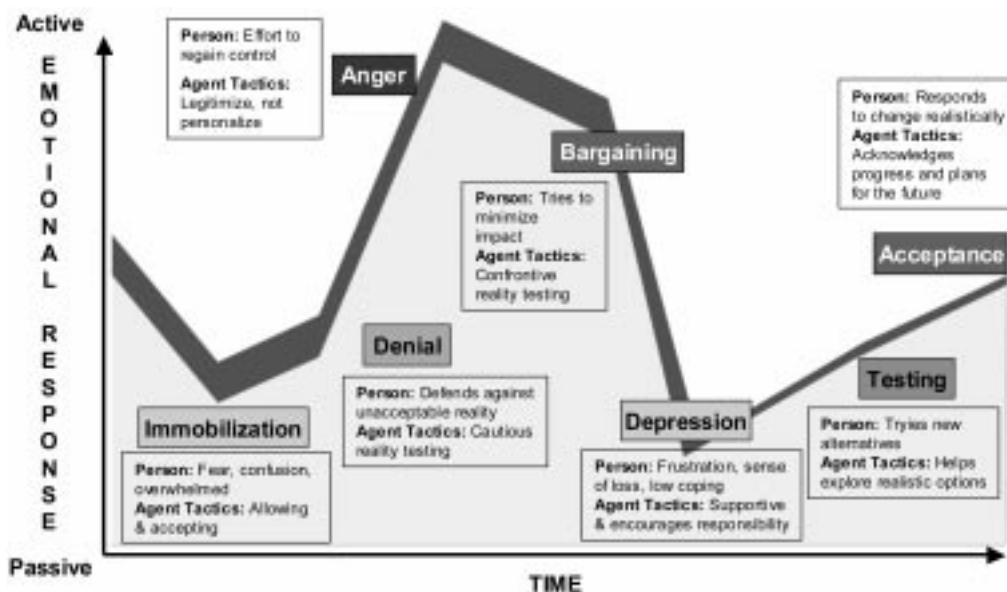 Active
EMOTIONAL RESPONSE
Passive
TIME
Person: Effort to
regain control
Agent Tactics:
Legitimize, not
personalize
Anger
Bargaining
Person: Tries to
minimize
impact
Agent Tactics:
Confrontive
reality testing
Person: Responds
to change realistically
Agent Tactics:
Acknowledges
progress and plans
for the future
Acceptance
Immobilization
Person: Fear, confusion,
overwhelmed
Agent Tactics: Allowing
& accepting
Denial
Person: Defends against
unacceptable reality
Agent Tactics: Cautious
reality testing
Depression
Person: Frustration, sense
of loss, low coping
Agent Tactics: Supportive
& encourages responsibility
Testing
Person: Tryies new
alternatives
Agent Tactics: Helps
explore realistic options